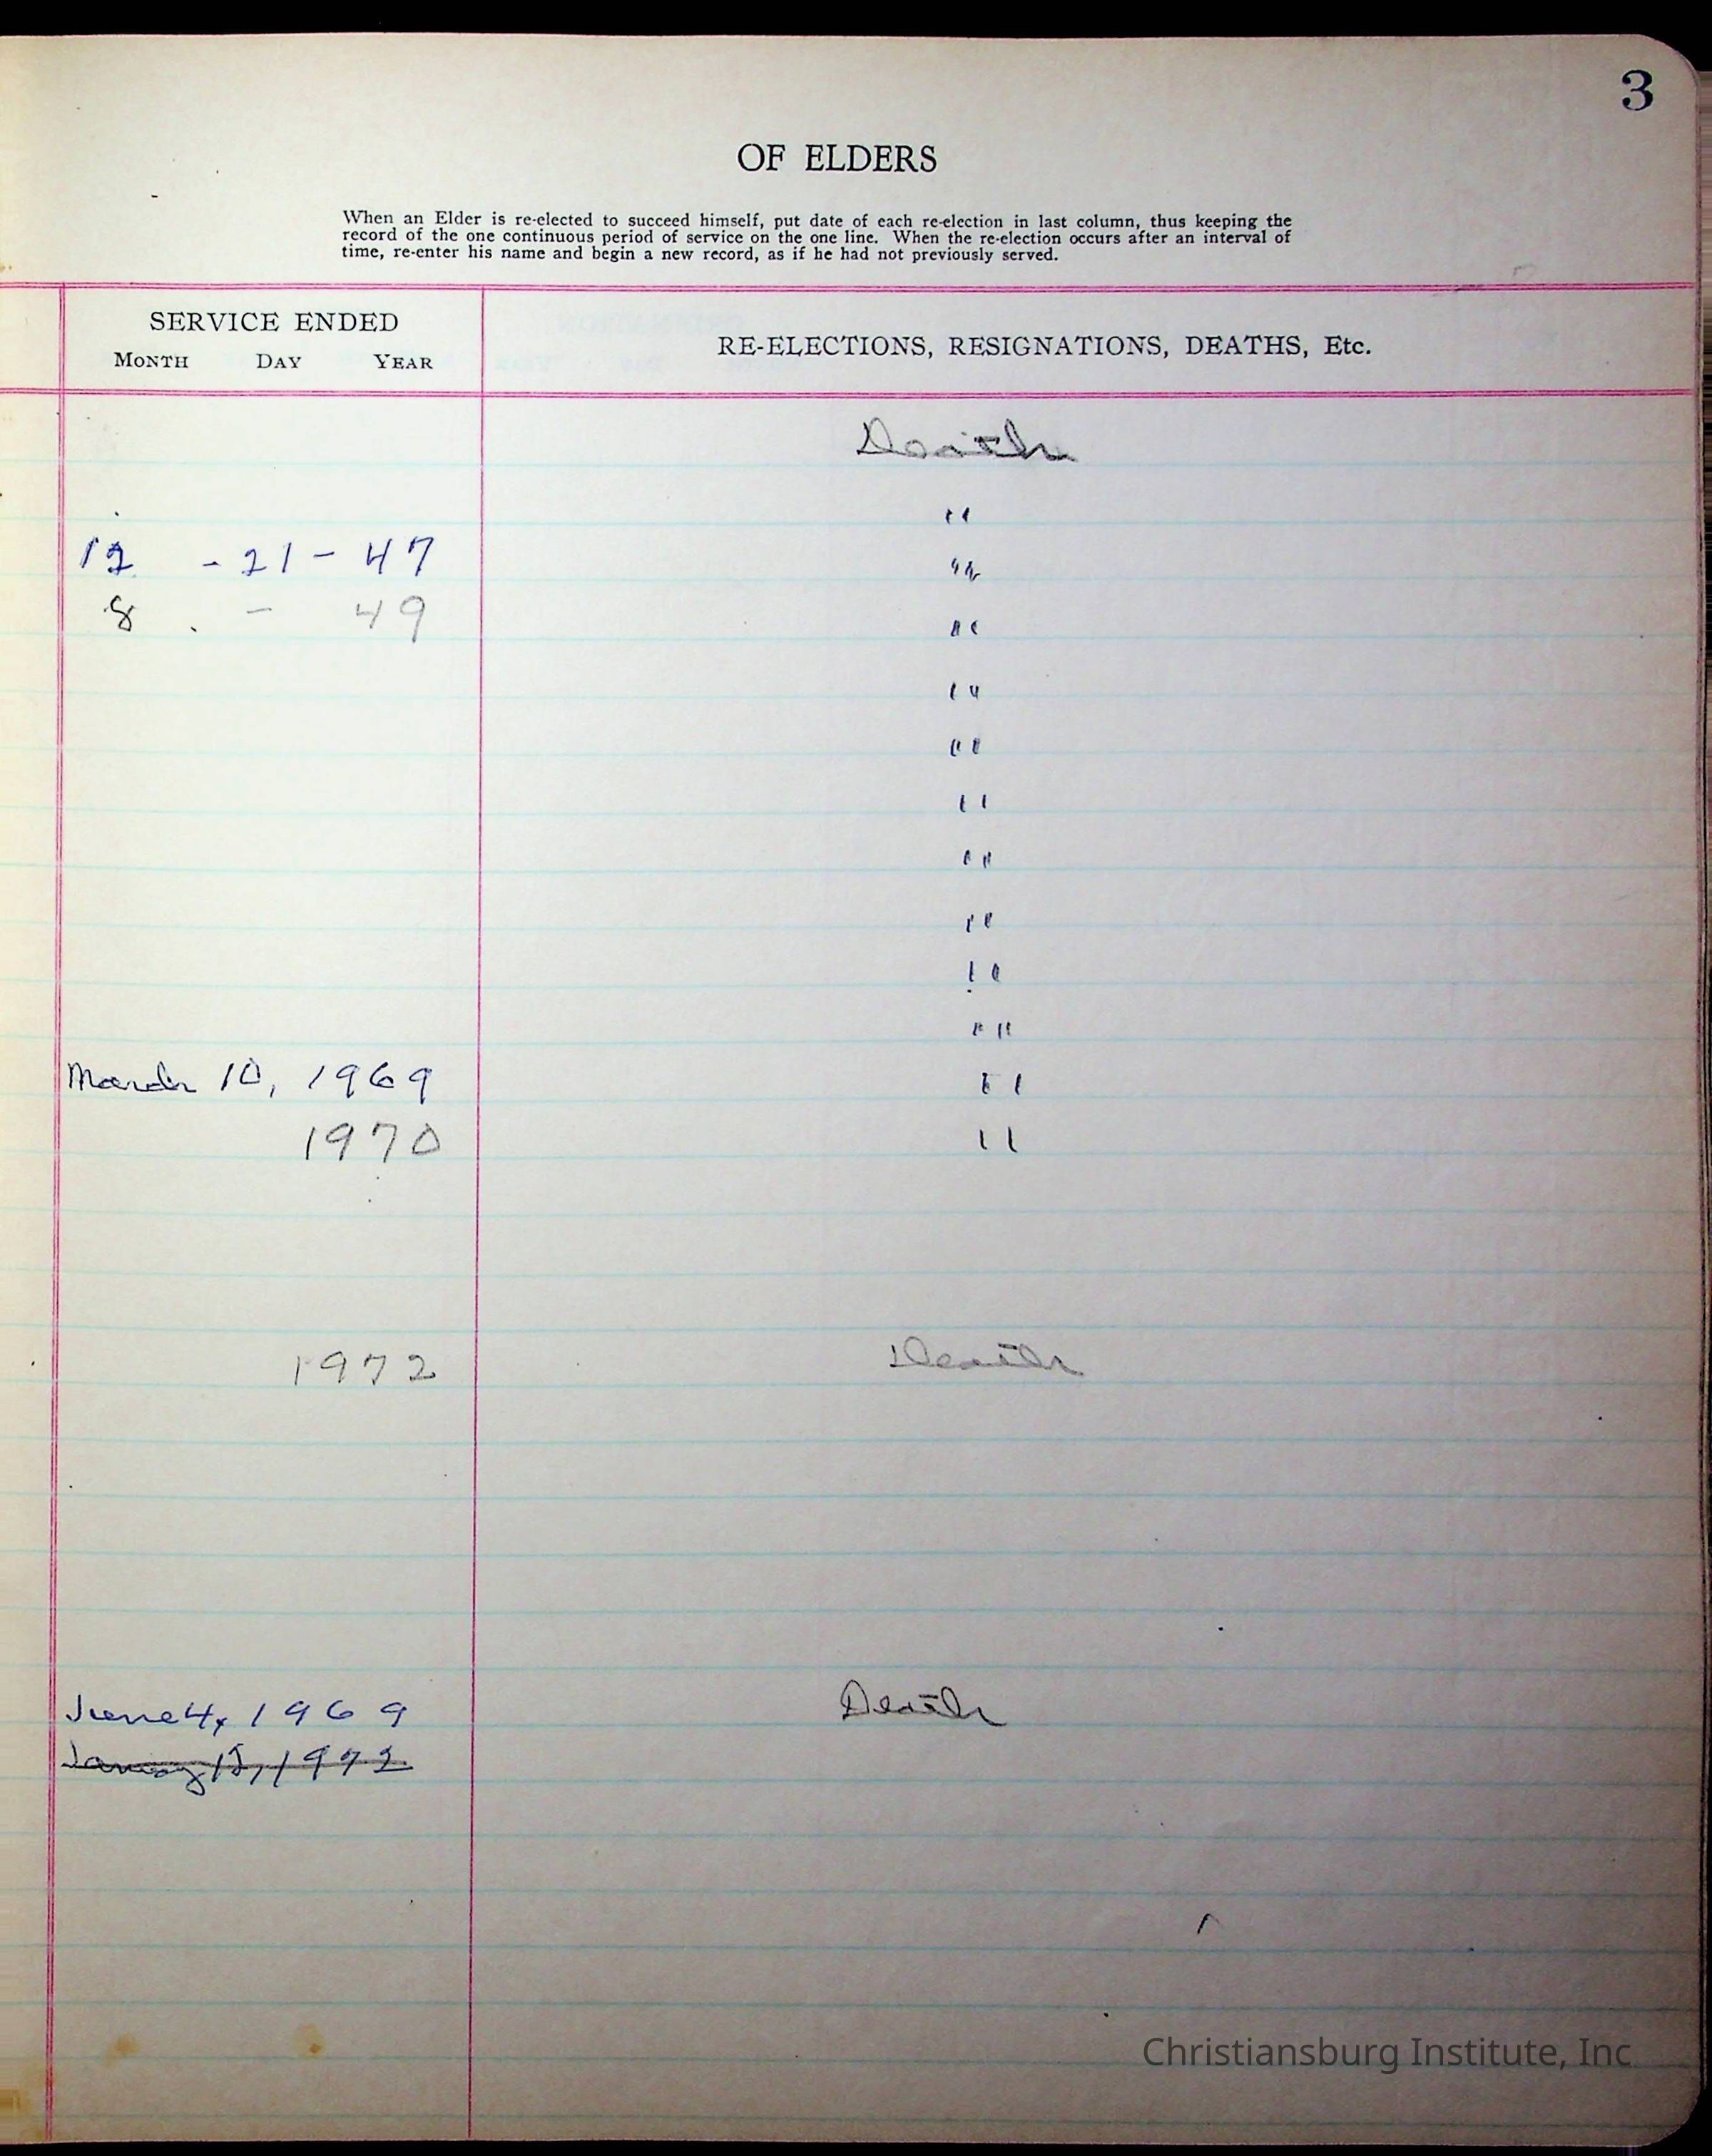 3
OF ELDERS
When an Elder is re-elected to succeed himself, put date of each re-election in last column, thus keeping the
record of the one continuous period of service on the one line. When the re-election occurs after an interval of
time, re-enter his name and begin a new record, as if he had not previously served.
SERVICE ENDED
MONTH DAY YEAR
RE-ELECTIONS, RESIGNATIONS, DEATHS, Etc.
Death
"
12 - 21 - 47 "
8 - 49 "
"
"
"
"
"
"
"
March 10, 1969 "
1970 "
1972 Death
June 4, 1969 Death
January 12, 1972
Christiansburg Institute, Inc